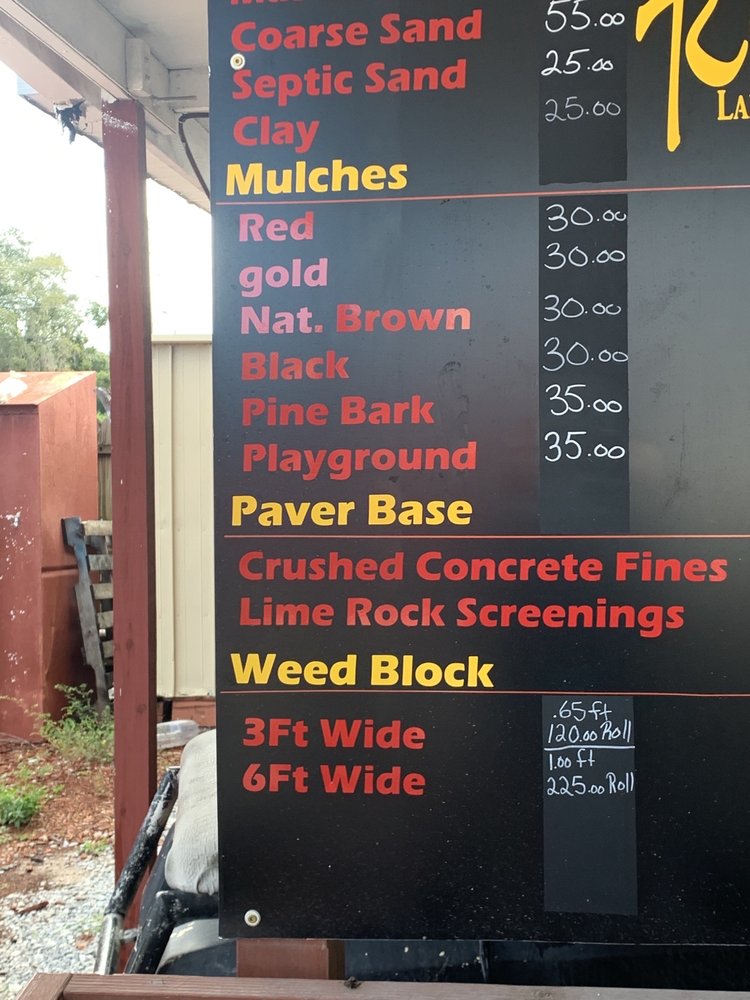 Coarse Sand 55.00
Septic Sand 25.00
Clay 25.00
Mulches
Red 30.00
gold 30.00
Nat. Brown 30.00
Black 30.00
Pine Bark 35.00
Playground 35.00
Paver Base
Crushed Concrete Fines
Lime Rock Screenings
Weed Block
3Ft Wide .65 ft
120.00 Roll
6Ft Wide 1.00 ft
225.00 Roll